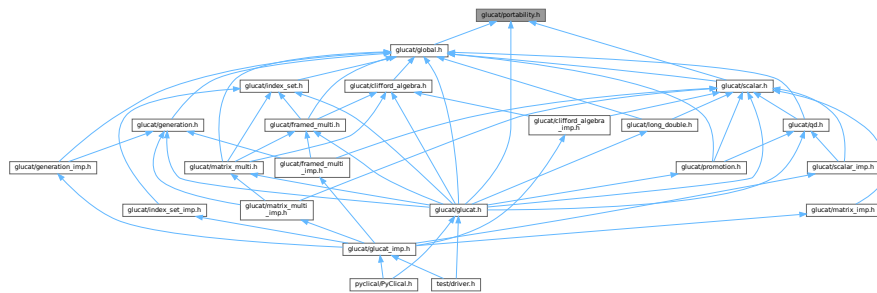 glucat/portability.h
glucat/global.h
glucat/index_set.h
glucat/clifford_algebra.h
glucat/scalar.h
glucat/generation.h
glucat/framed_multi.h
glucat/clifford_algebra
_imp.h
glucat/long_double.h
glucat/qd.h
glucat/generation_imp.h
glucat/matrix_multi.h
glucat/framed_multi
_imp.h
glucat/promotion.h
glucat/scalar_imp.h
glucat/index_set_imp.h
glucat/matrix_multi
_imp.h
glucat/glucat.h
glucat/matrix_imp.h
glucat/glucat_imp.h
pyclical/PyClical.h
test/driver.h